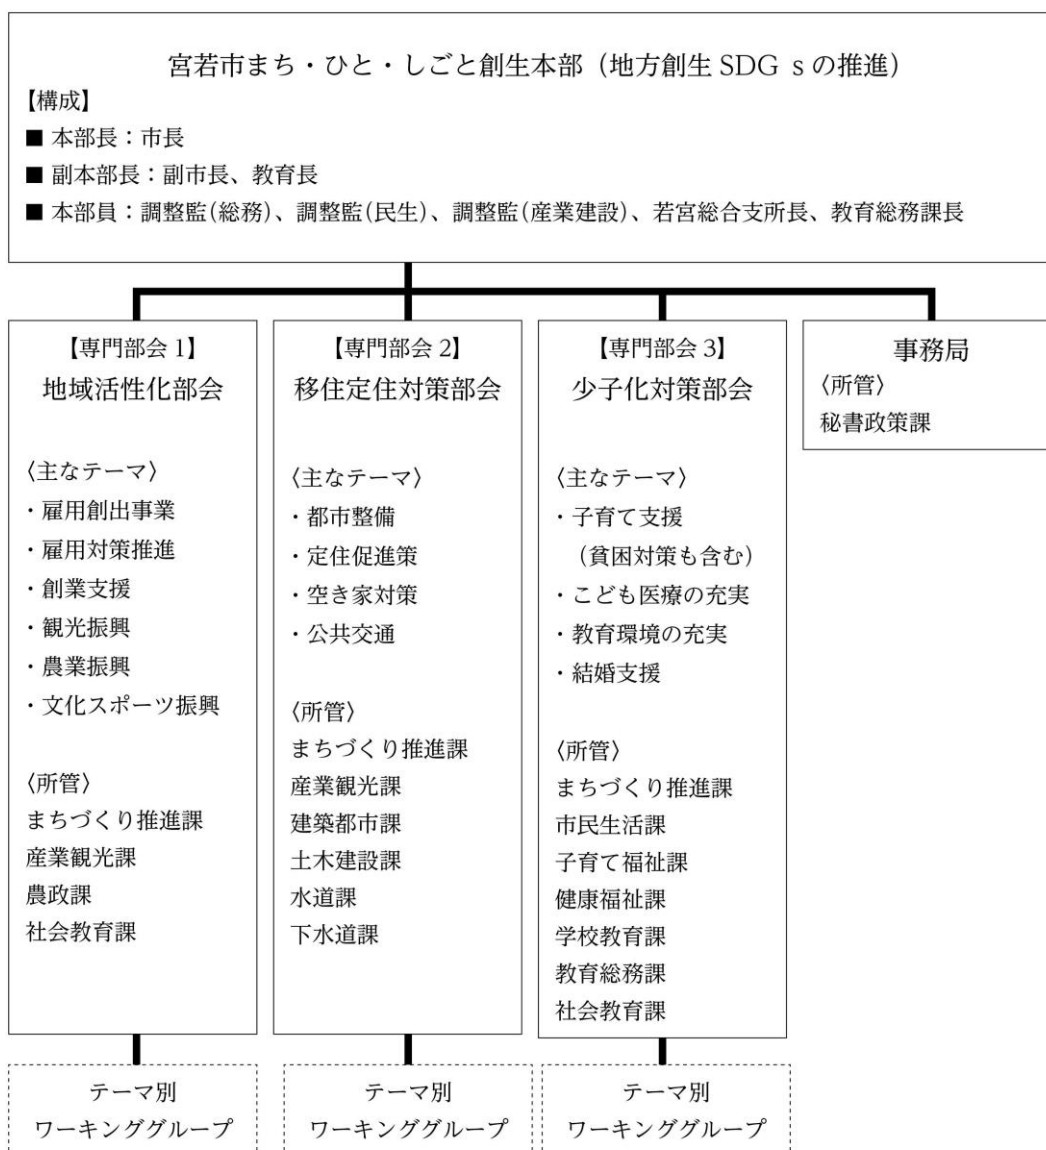 宮若市まち・ひと・しごと創生本部（地方創生 SDG ｓの推進）
【構成】
■ 本部長：市長
■ 副本部長：副市長、教育長
■ 本部員：調整監(総務)、調整監(民生)、調整監(産業建設)、若宮総合支所長、教育総務課長
【専門部会 1】
地域活性化部会
〈主なテーマ〉
・雇用創出事業
・雇用対策推進
・創業支援
・観光振興
・農業振興
・文化スポーツ振興
〈所管〉
まちづくり推進課
産業観光課
農政課
社会教育課
テーマ別
ワーキンググループ
【専門部会 2】
移住定住対策部会
〈主なテーマ〉
・都市整備
・定住促進策
・空き家対策
・公共交通
〈所管〉
まちづくり推進課
産業観光課
建築都市課
土木建設課
水道課
下水道課
テーマ別
ワーキンググループ
【専門部会 3】
少子化対策部会
〈主なテーマ〉
・子育て支援
（貧困対策も含む）
・こども医療の充実
・教育環境の充実
・結婚支援
〈所管〉
まちづくり推進課
市民生活課
子育て福祉課
健康福祉課
学校教育課
教育総務課
社会教育課
テーマ別
ワーキンググループ
事務局
〈所管〉
秘書政策課